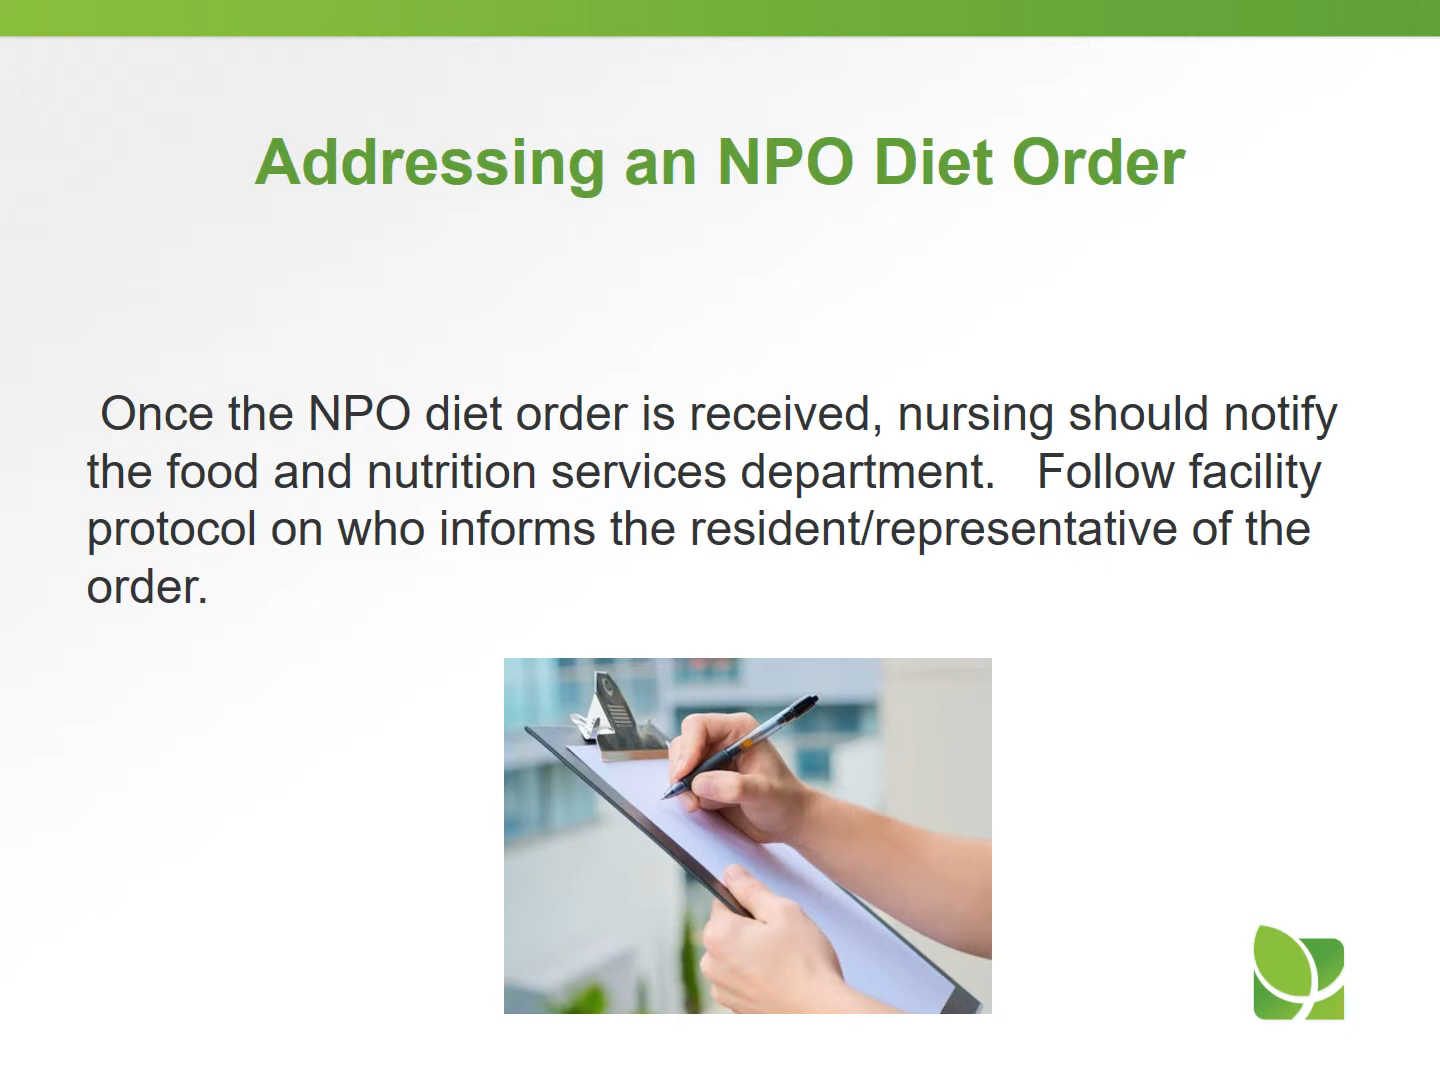 Addressing an NPO Diet Order
Once the NPO diet order is received, nursing should notify
the food and nutrition services department.   Follow facility
protocol on who informs the resident/representative of the
order.